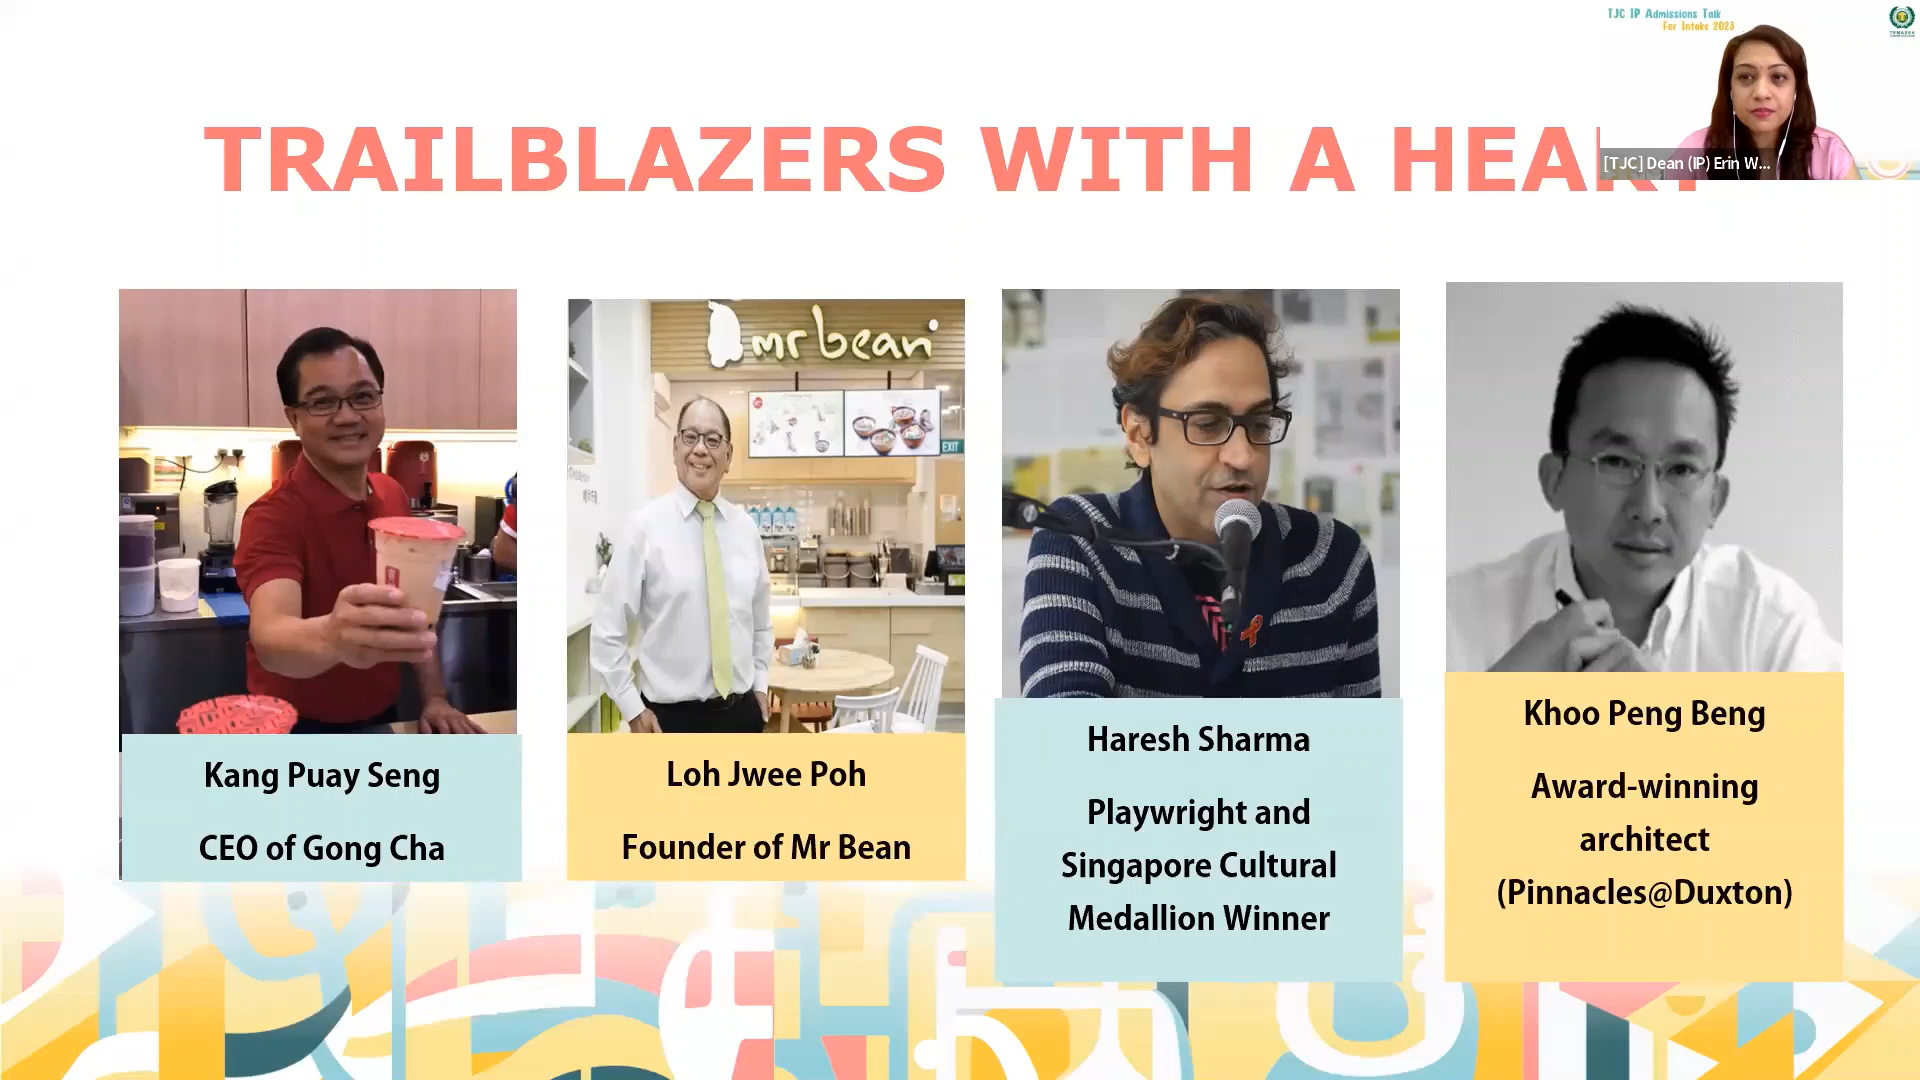 TJC IP Admissions Talk
For Intake 2023
TEMASEK
TRAILBLAZERS WITH A HEART
[TJC] Dean (IP) Erin W...
mr bean
EXIT
Kang Puay Seng
CEO of Gong Cha
Loh Jwee Poh
Founder of Mr Bean
Haresh Sharma
Playwright and
Singapore Cultural
Medallion Winner
Khoo Peng Beng
Award-winning
architect
(Pinnacles@Duxton)